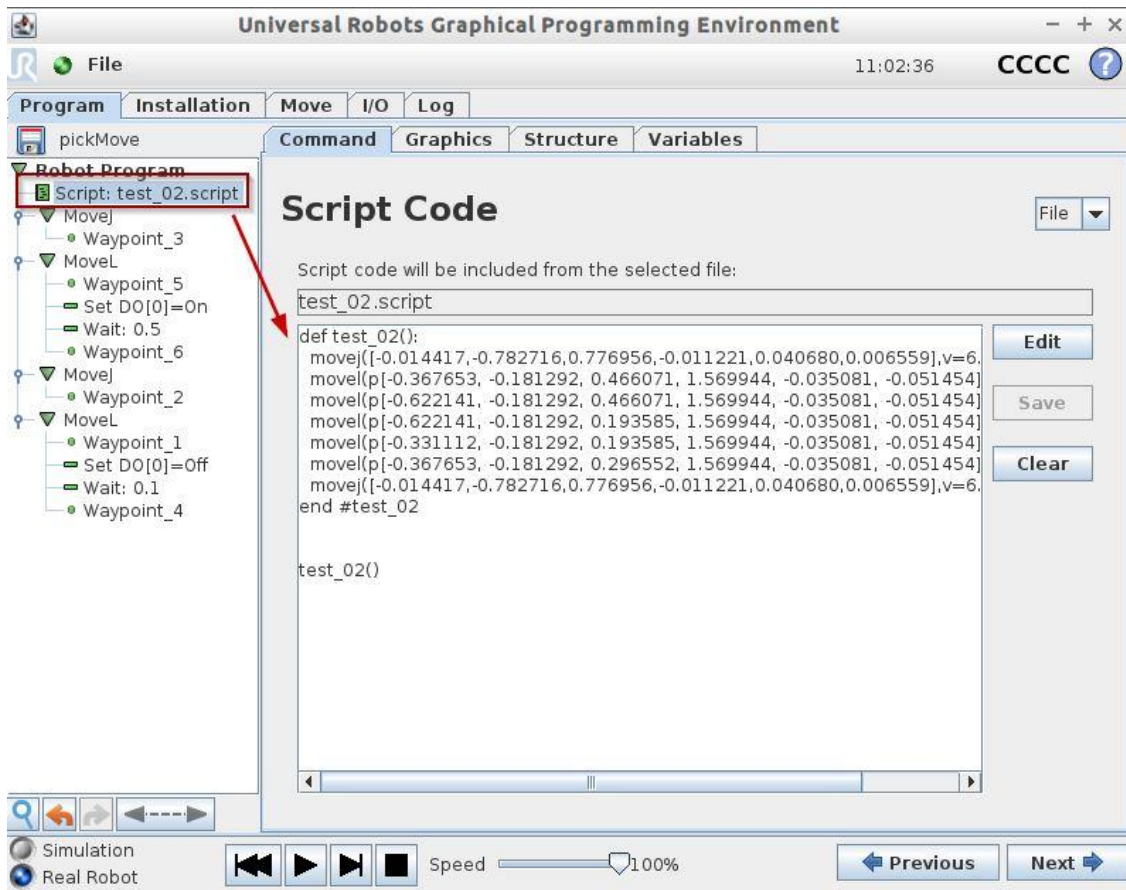 Universal Robots Graphical Programming Environment
File
11:02:36
CCCC
?
Program
Installation
Move
I/O
Log
pickMove
Command
Graphics
Structure
Variables
Robot Program
Script: test_02.script
MoveJ
Waypoint_3
MoveL
Waypoint_5
Set DO[0]=On
Wait: 0.5
Waypoint_6
MoveJ
Waypoint_2
MoveL
Waypoint_1
Set DO[0]=Off
Wait: 0.1
Waypoint_4
Script Code
File
Script code will be included from the selected file:
test_02.script
def test_02():
movej([-0.014417,-0.782716,0.776956,-0.011221,0.040680,0.006559],v=6.
movel(p[-0.367653, -0.181292, 0.466071, 1.569944, -0.035081, -0.051454]
movel(p[-0.622141, -0.181292, 0.466071, 1.569944, -0.035081, -0.051454]
movel(p[-0.622141, -0.181292, 0.193585, 1.569944, -0.035081, -0.051454]
movel(p[-0.331112, -0.181292, 0.193585, 1.569944, -0.035081, -0.051454]
movel(p[-0.367653, -0.181292, 0.296552, 1.569944, -0.035081, -0.051454]
movej([-0.014417,-0.782716,0.776956,-0.011221,0.040680,0.006559],v=6.
end #test_02
test_02()
Edit
Save
Clear
Simulation
Real Robot
Speed
100%
Previous
Next